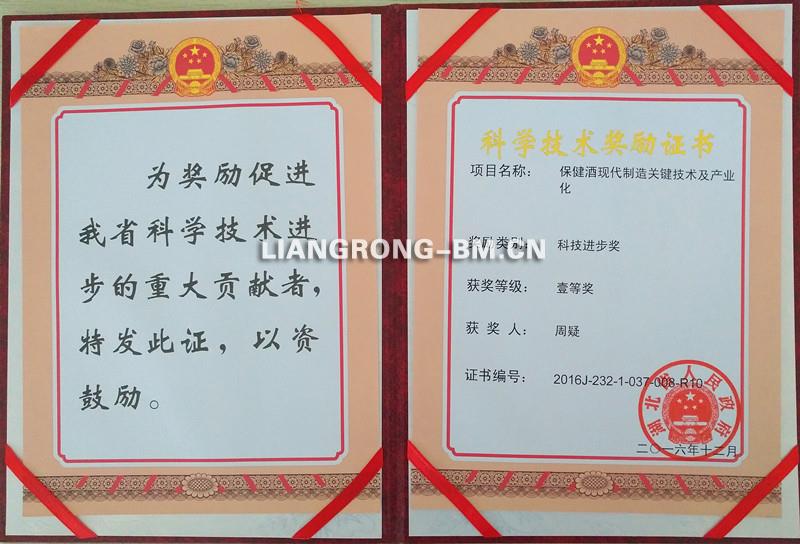 为奖励促进
我省科学技术进
步的重大贡献者，
特发此证，以资
鼓励。
科学技术奖励证书
项目名称： 保健酒现代制造关键技术及产业
化
奖励类别： 科技进步奖
获奖等级： 壹等奖
获 奖 人： 周疑
证书编号： 2016J-232-1-037-008-R10
湖北省人民政府
二〇一六年十二月
LIANGRONG-BM.CN